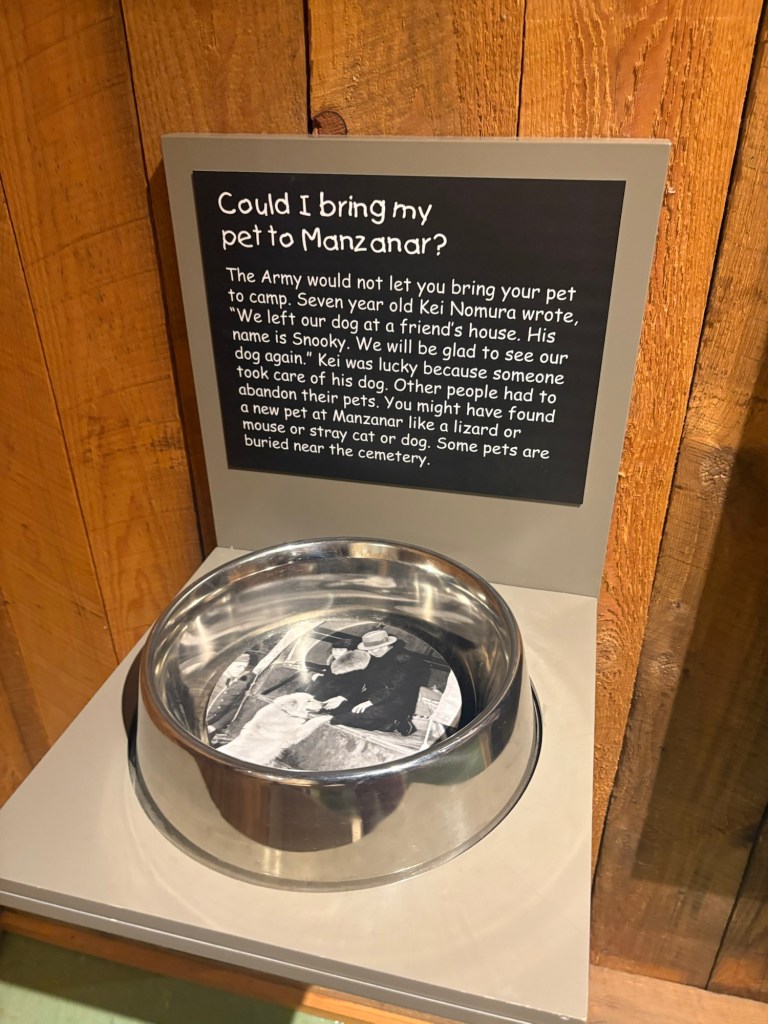 Could I bring my
pet to Manzanar?
The Army would not let you bring your pet
to camp. Seven year old Kei Nomura wrote,
“We left our dog at a friend’s house. His
name is Snooky. We will be glad to see our
dog again.” Kei was lucky because someone
took care of his dog. Other people had to
abandon their pets. You might have found
a new pet at Manzanar like a lizard or
mouse or stray cat or dog. Some pets are
buried near the cemetery.